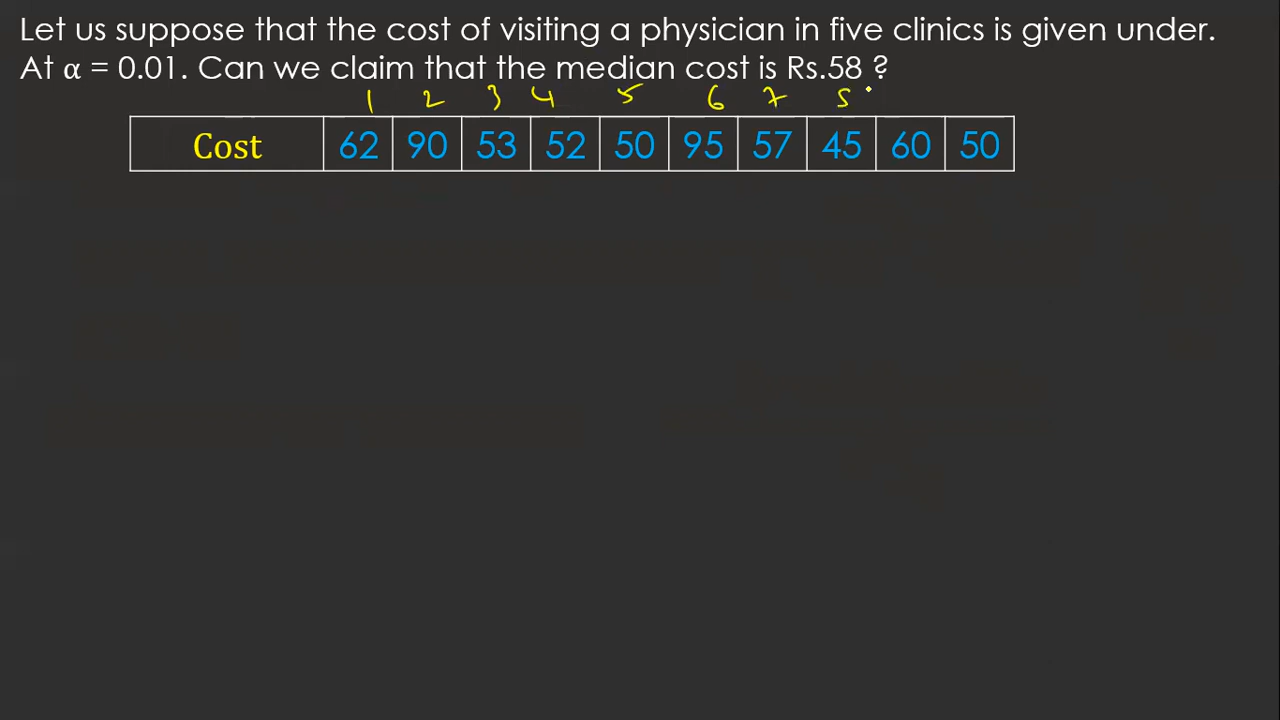 Let us suppose that the cost of visiting a physician in five clinics is given under.
At α = 0.01. Can we claim that the median cost is Rs.58 ?
1 2 3 4 5 6 7 5
Cost 62 90 53 52 50 95 57 45 60 50